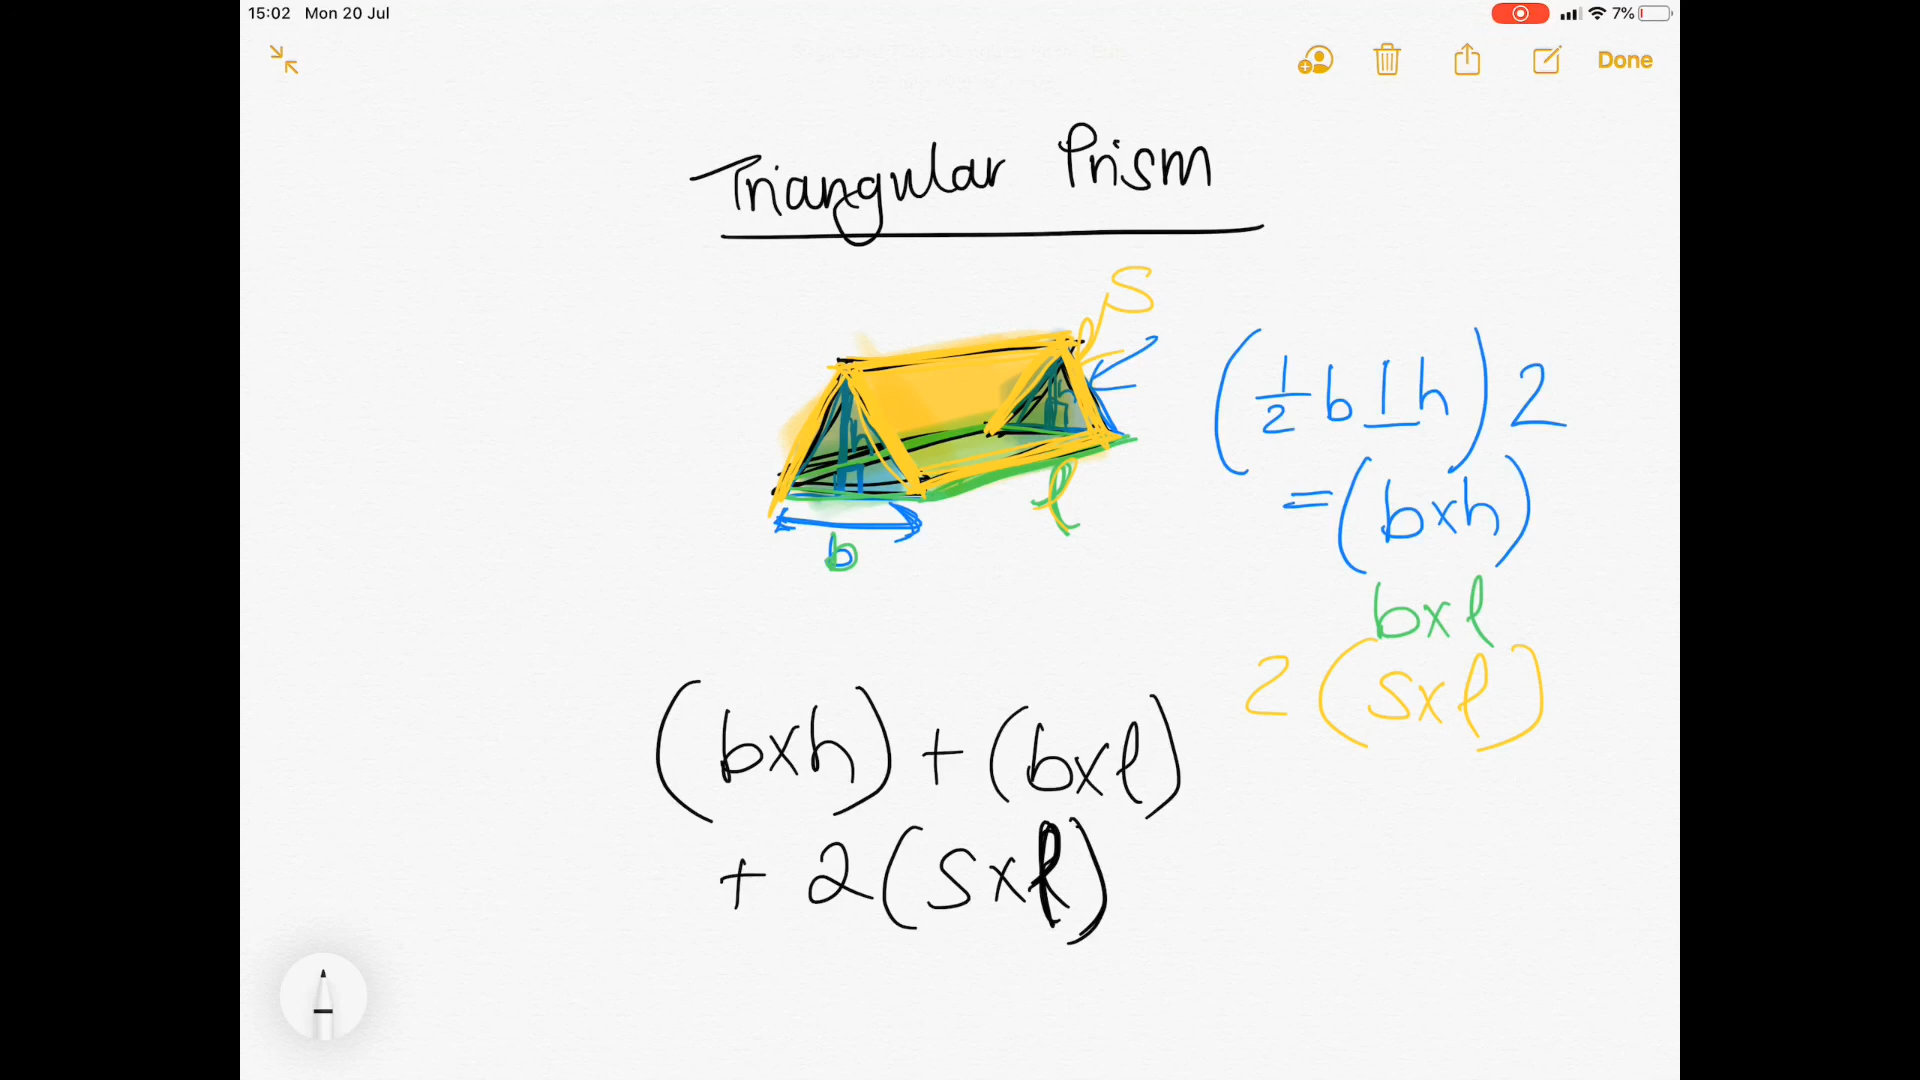 15:02 Mon 20 Jul
7%
Done
Triangular Prism
S
h
h
l
b
(1/2 b ⊥ h) 2
= (b×h)
b×l
2(s×l)
(b×h) + (b×l)
+ 2(s×l)